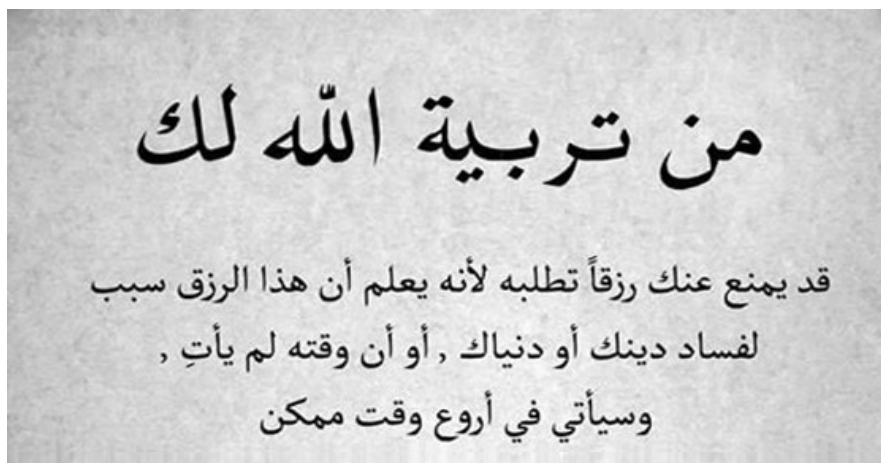 من تربية الله لك
قد يمنع عنك رزقاً تطلبه لأنه يعلم أن هذا الرزق سبب
لفساد دينك أو دنياك , أو أن وقته لم يأتِ ,
وسيأتي في أروع وقت ممكن